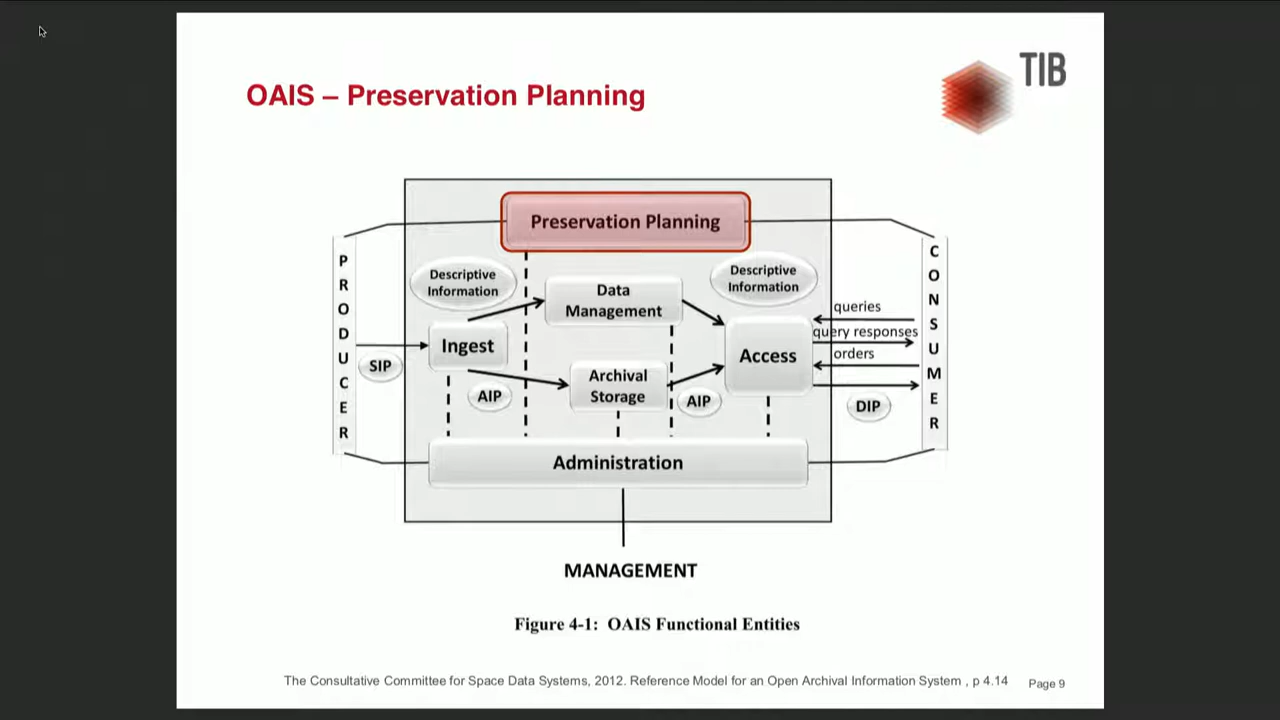 TIB
OAIS – Preservation Planning
Preservation Planning
PRODUCER
Descriptive
Information
Data
Management
Descriptive
Information
CONSUMER
queries
query responses
orders
Ingest
Access
SIP
Archival
Storage
AIP
AIP
DIP
Administration
MANAGEMENT
Figure 4-1: OAIS Functional Entities
The Consultative Committee for Space Data Systems, 2012. Reference Model for an Open Archival Information System , p 4.14
Page 9